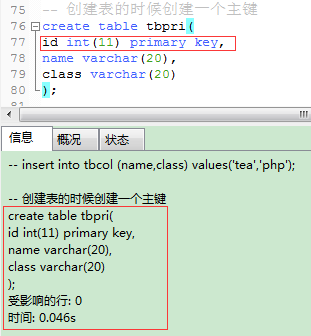 75 -- 创建表的时候创建一个主键
76 create table tbpri(
77 id int(11) primary key,
78 name varchar(20),
79 class varchar(20)
80 );
81
信息 概况 状态
-- insert into tbcol (name,class) values('tea','php');
-- 创建表的时候创建一个主键
create table tbpri(
id int(11) primary key,
name varchar(20),
class varchar(20)
);
受影响的行: 0
时间: 0.046s